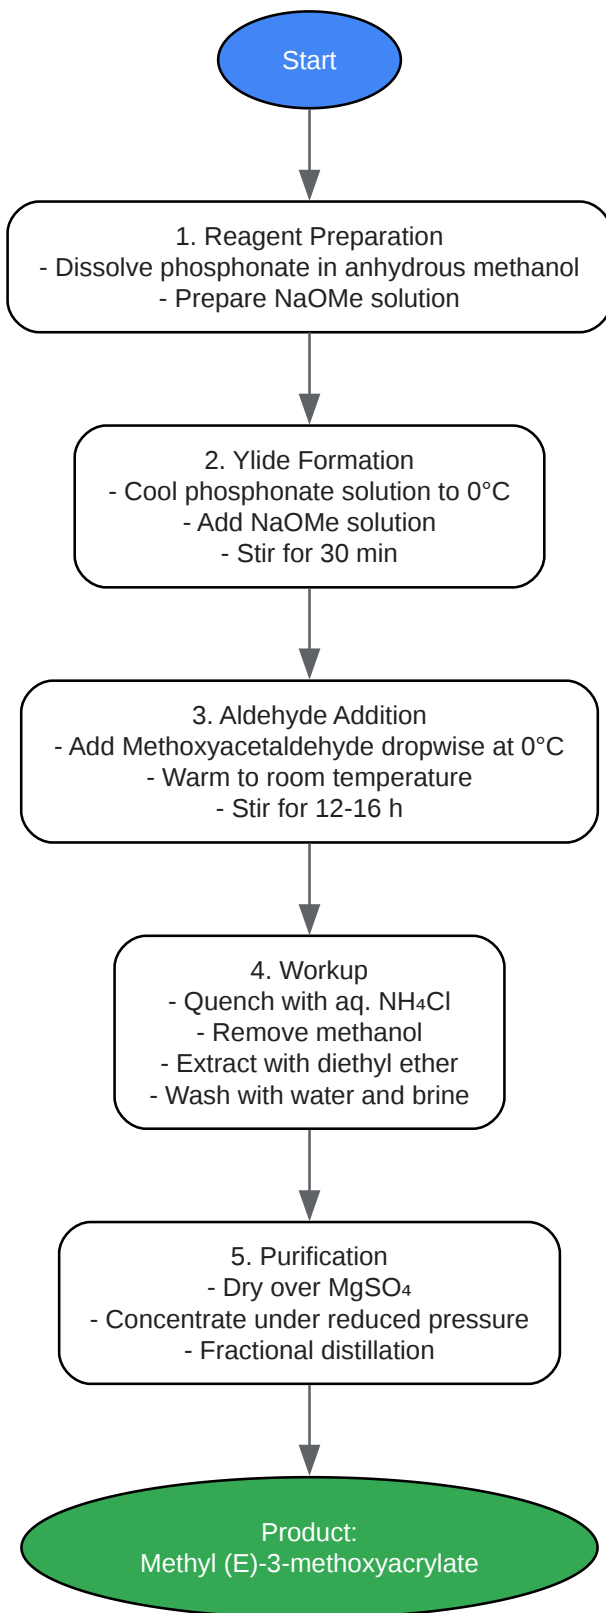 Start
1. Reagent Preparation
- Dissolve phosphonate in anhydrous methanol
- Prepare NaOMe solution
2. Ylide Formation
- Cool phosphonate solution to 0°C
- Add NaOMe solution
- Stir for 30 min
3. Aldehyde Addition
- Add Methoxyacetaldehyde dropwise at 0°C
- Warm to room temperature
- Stir for 12-16 h
4. Workup
- Quench with aq. NH₄Cl
- Remove methanol
- Extract with diethyl ether
- Wash with water and brine
5. Purification
- Dry over MgSO₄
- Concentrate under reduced pressure
- Fractional distillation
Product:
Methyl (E)-3-methoxyacrylate